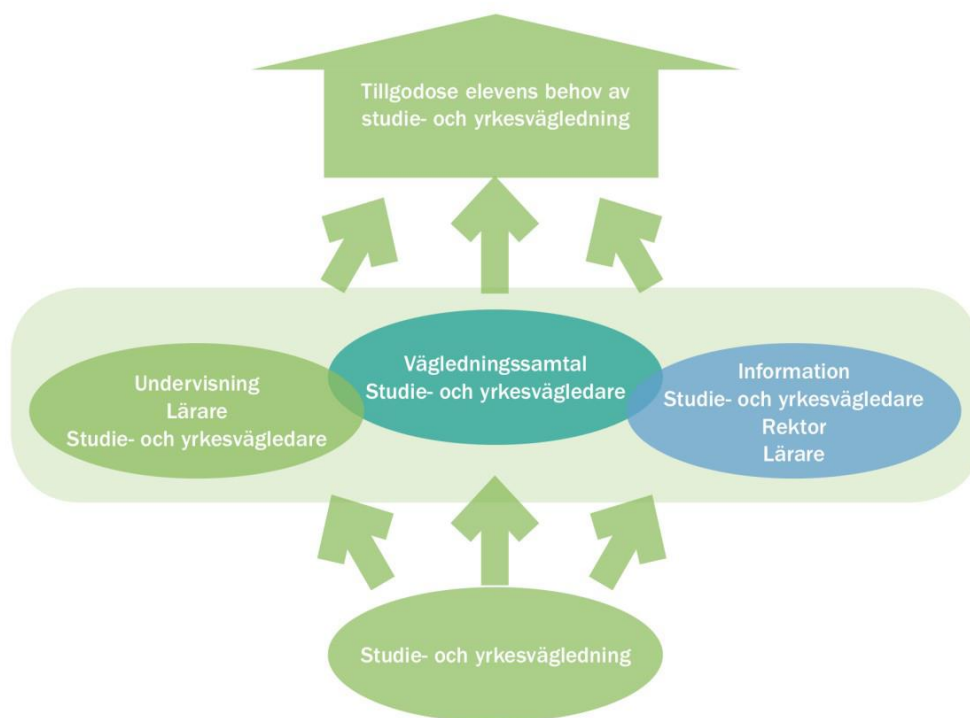 Tillgodose elevens behov av
studie- och yrkesvägledning
Undervisning
Lärare
Studie- och yrkesvägledare
Vägledningssamtal
Studie- och yrkesvägledare
Information
Studie- och yrkesvägledare
Rektor
Lärare
Studie- och yrkesvägledning